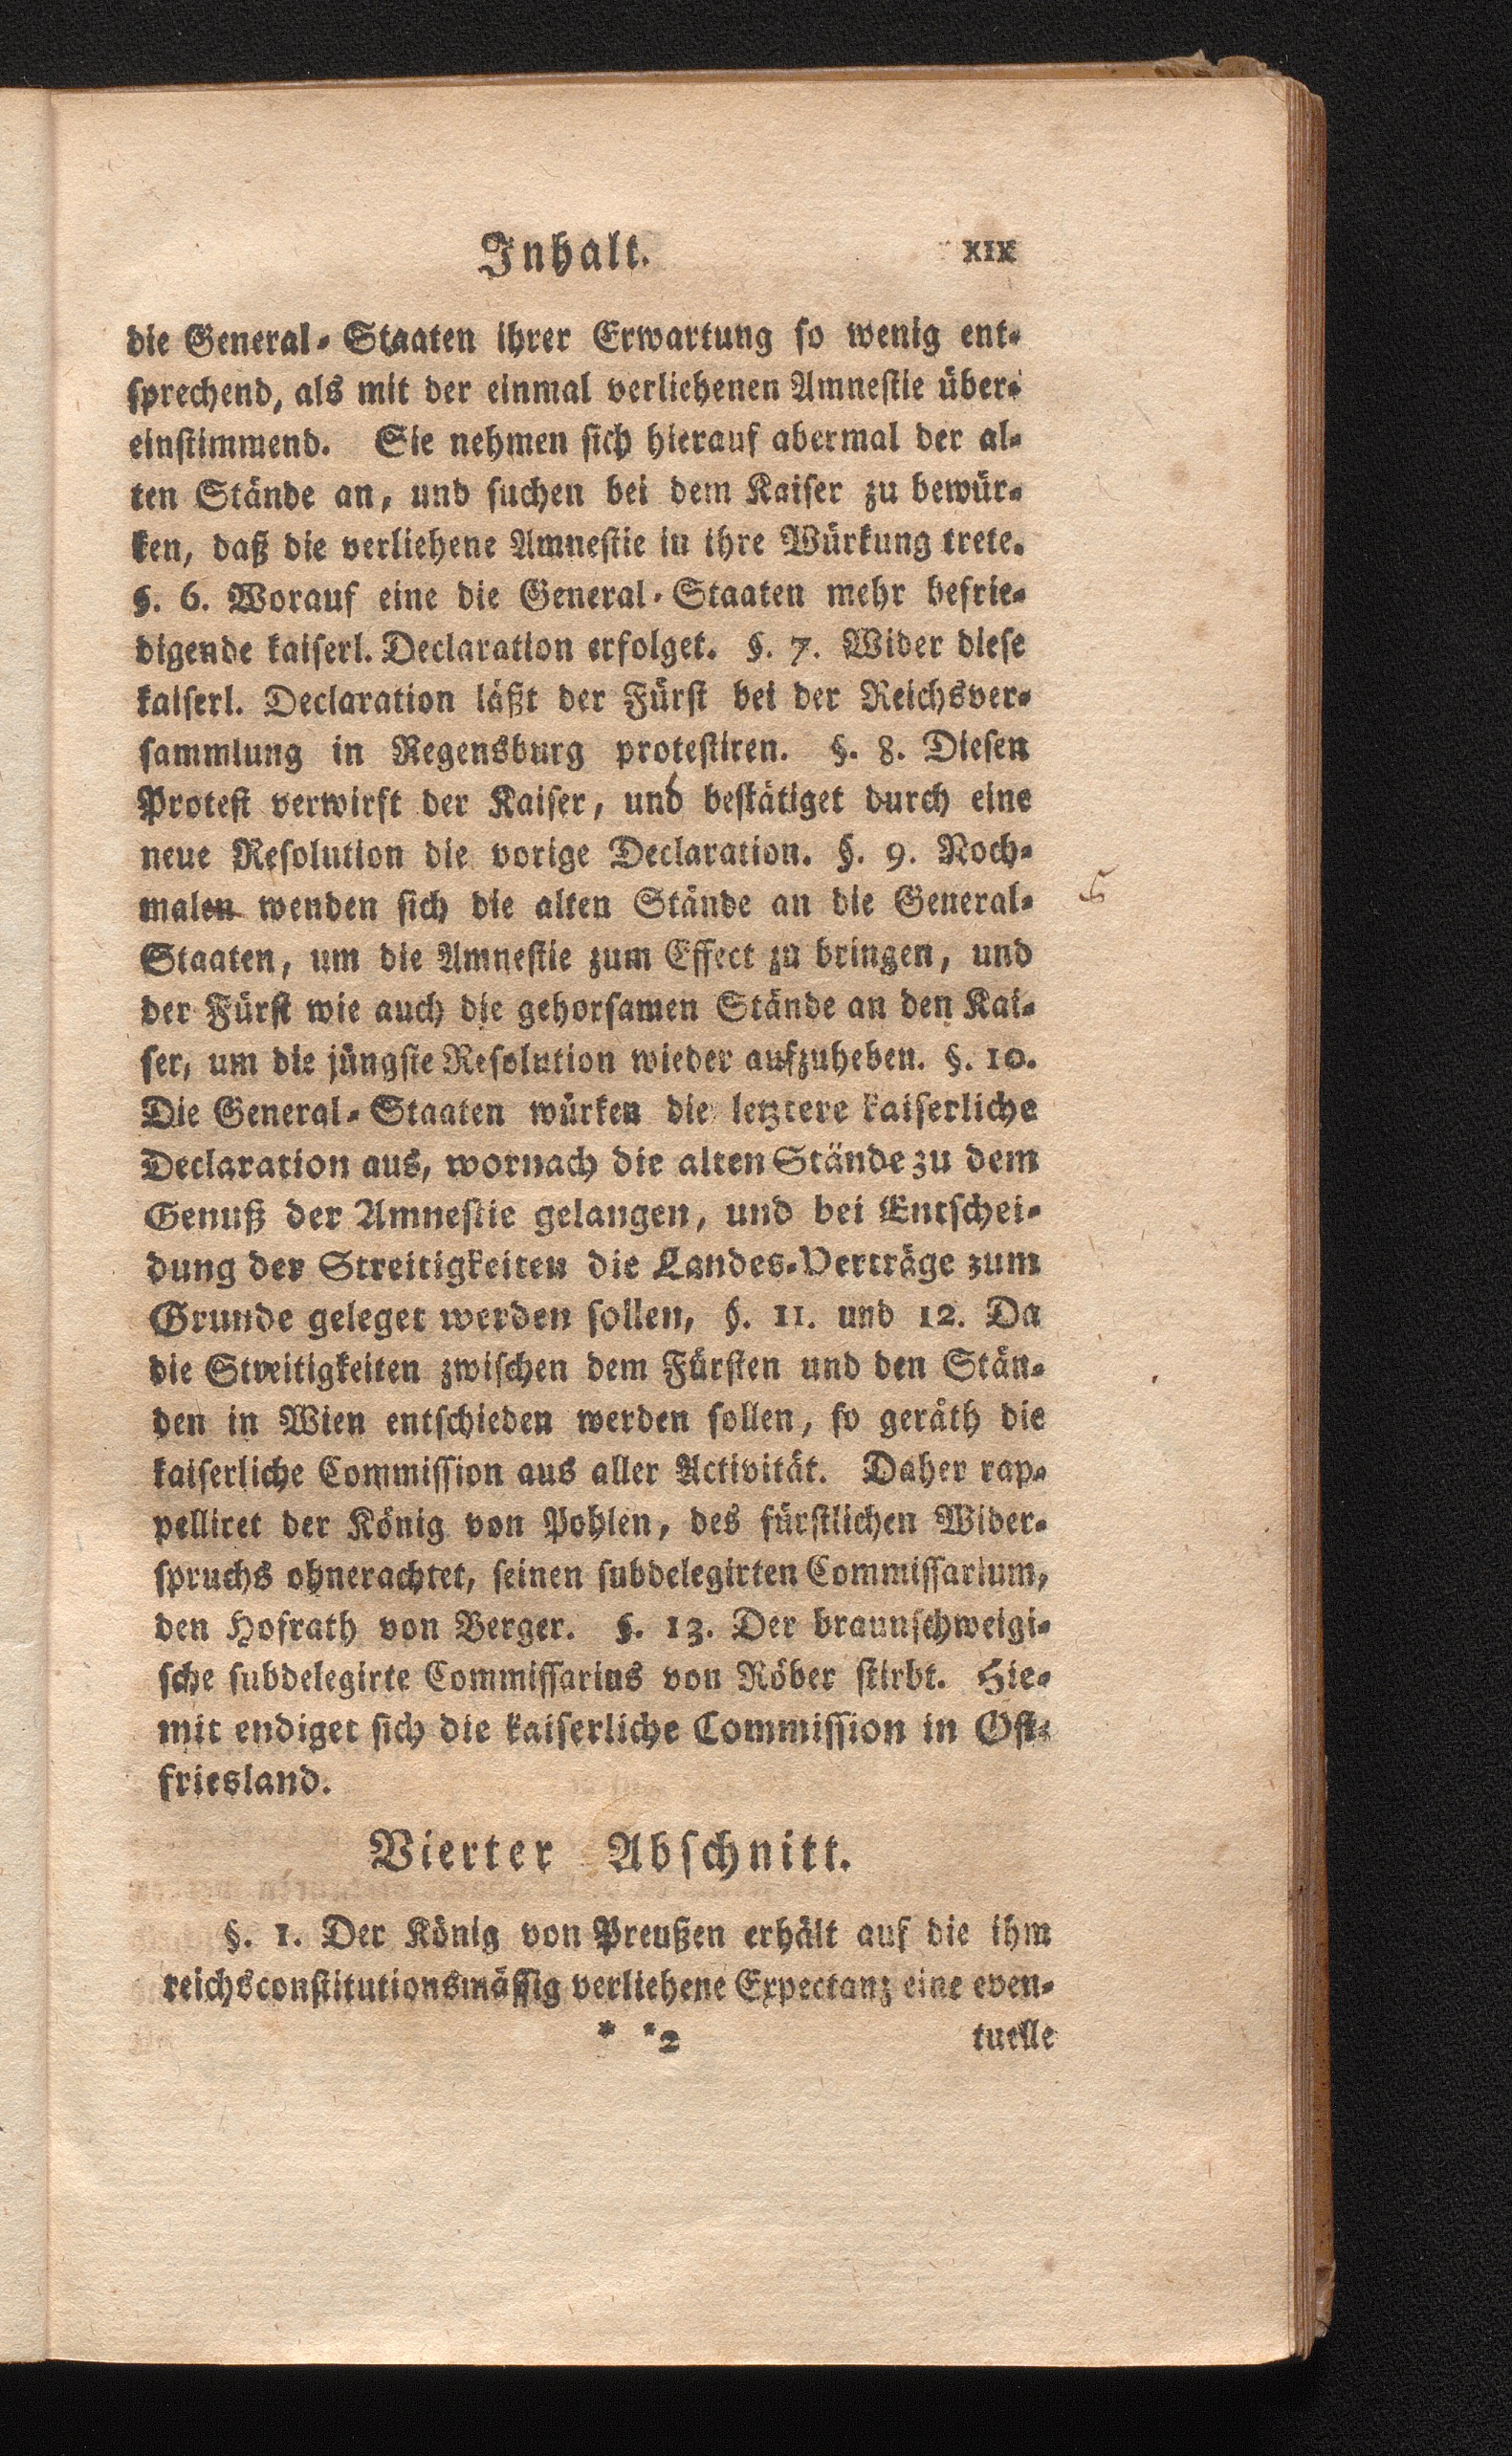 Inhalt. XIX
die General-Staaten ihrer Erwartung so wenig ent-
sprechend, als mit der einmal verliehenen Amnestie über-
einstimmend. Sie nehmen sich hierauf abermal der al-
ten Stände an, und suchen bei dem Kaiser zu bewür-
ken, daß die verliehene Amnestie in ihre Würkung trete.
§. 6. Worauf eine die General-Staaten mehr befrie-
digende kaiserl. Declaration erfolget. §. 7. Wider diese
kaiserl. Declaration läßt der Fürst bei der Reichsver-
sammlung in Regensburg protestiren. §. 8. Diesen
Protest verwirft der Kaiser, und bestätiget durch eine
neue Resolution die vorige Declaration. §. 9. Noch-
malen wenden sich die alten Stände an die General-
Staaten, um die Amnestie zum Effect zu bringen, und
der Fürst wie auch die gehorsamen Stände an den Kai-
ser, um die jüngste Resolution wieder aufzuheben. §. 10.
Die General-Staaten würken die letztere kaiserliche
Declaration aus, wornach die alten Stände zu dem
Genuß der Amnestie gelangen, und bei Entschei-
dung der Streitigkeiten die Landes-Verträge zum
Grunde geleget werden sollen, §. 11. und 12. Da
die Streitigkeiten zwischen dem Fürsten und den Stän-
den in Wien entschieden werden sollen, so geräth die
kaiserliche Commission aus aller Activität. Daher rap-
pelliret der König von Pohlen, des fürstlichen Wider-
spruchs ohnerachtet, seinen subdelegirten Commissarium,
den Hofrath von Berger. §. 13. Der braunschweigi-
sche subdelegirte Commissarius von Röber stirbt. Hie-
mit endiget sich die kaiserliche Commission in Ost-
friesland.
Vierter Abschnitt.
§. 1. Der König von Preußen erhält auf die ihm
reichsconstitutionsmässig verliehene Expectanz eine even-
* *2 tuelle